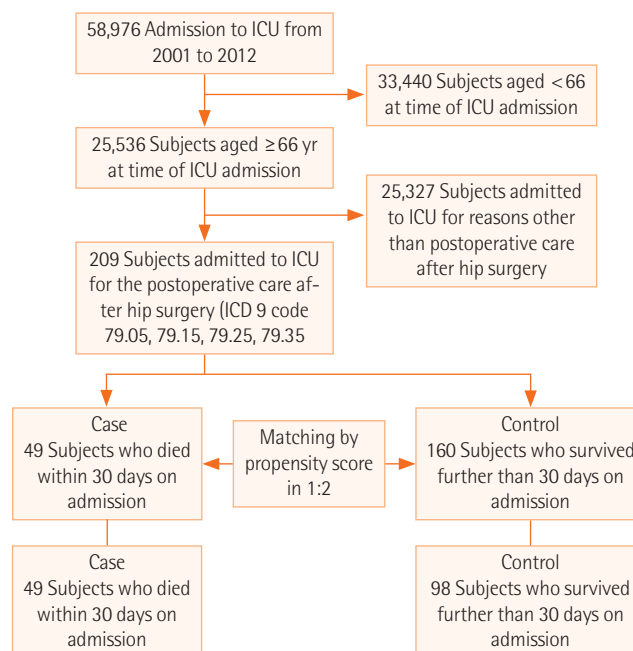 58,976 Admission to ICU from
2001 to 2012
33,440 Subjects aged <66
at time of ICU admission
25,536 Subjects aged ≥66 yr
at time of ICU admission
25,327 Subjects admitted
to ICU for reasons other
than postoperative care
after hip surgery
209 Subjects admitted to ICU
for the postoperative care af-
ter hip surgery (ICD 9 code
79.05, 79.15, 79.25, 79.35
Case
49 Subjects who died
within 30 days on
admission
Matching by
propensity score
in 1:2
Control
160 Subjects who survived
further than 30 days on
admission
Case
49 Subjects who died
within 30 days on
admission
Control
98 Subjects who survived
further than 30 days on
admission